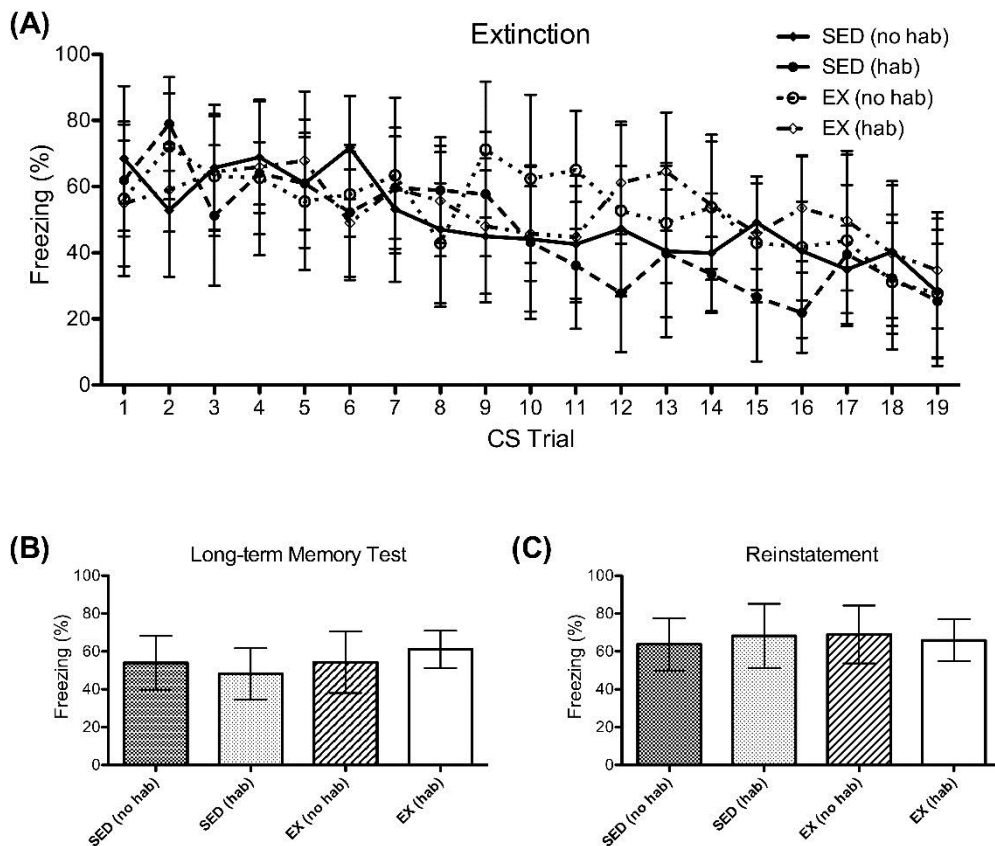 (A)
Extinction
SED (no hab)
SED (hab)
EX (no hab)
EX (hab)
Freezing (%)
100
80
60
40
20
0
1 2 3 4 5 6 7 8 9 10 11 12 13 14 15 16 17 18 19
CS Trial
(B)
Long-term Memory Test
Freezing (%)
100
80
60
40
20
0
SED (no hab)
SED (hab)
EX (no hab)
EX (hab)
(C)
Reinstatement
Freezing (%)
100
80
60
40
20
0
SED (no hab)
SED (hab)
EX (no hab)
EX (hab)